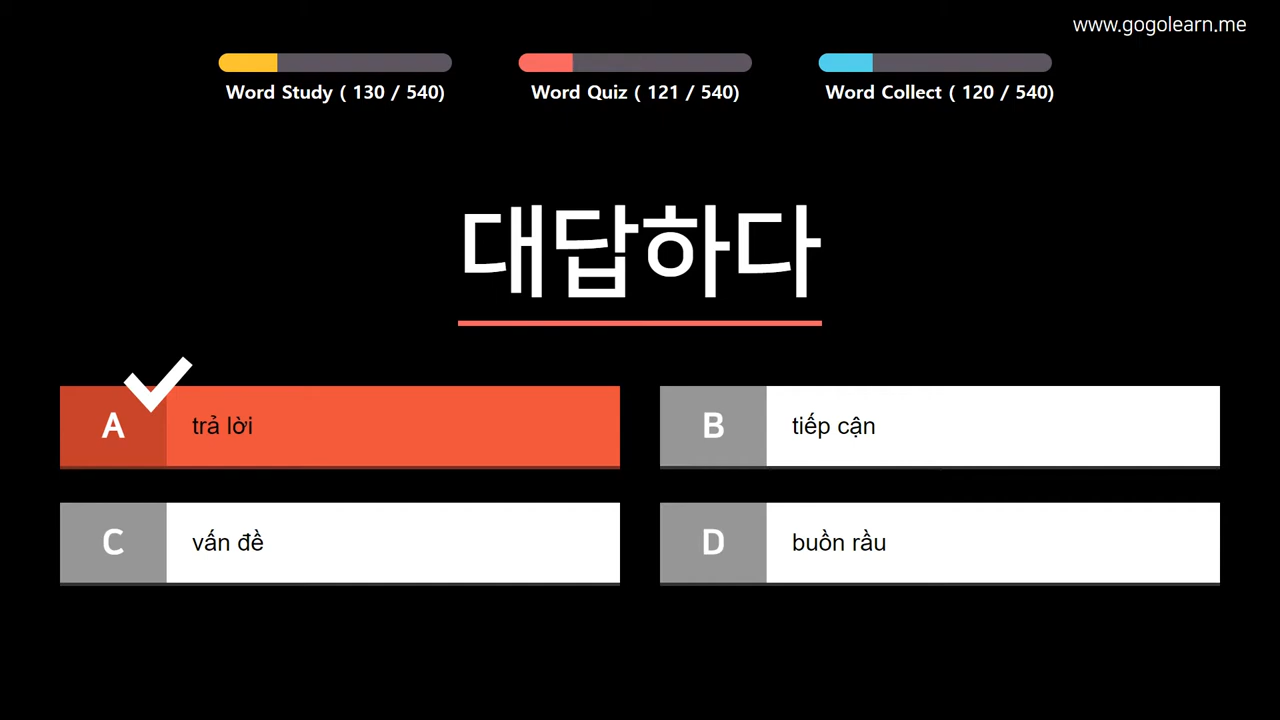 www.gogolearn.me
Word Study ( 130 / 540)
Word Quiz ( 121 / 540)
Word Collect ( 120 / 540)
대답하다
A trả lời
B tiếp cận
C vấn đề
D buồn rầu